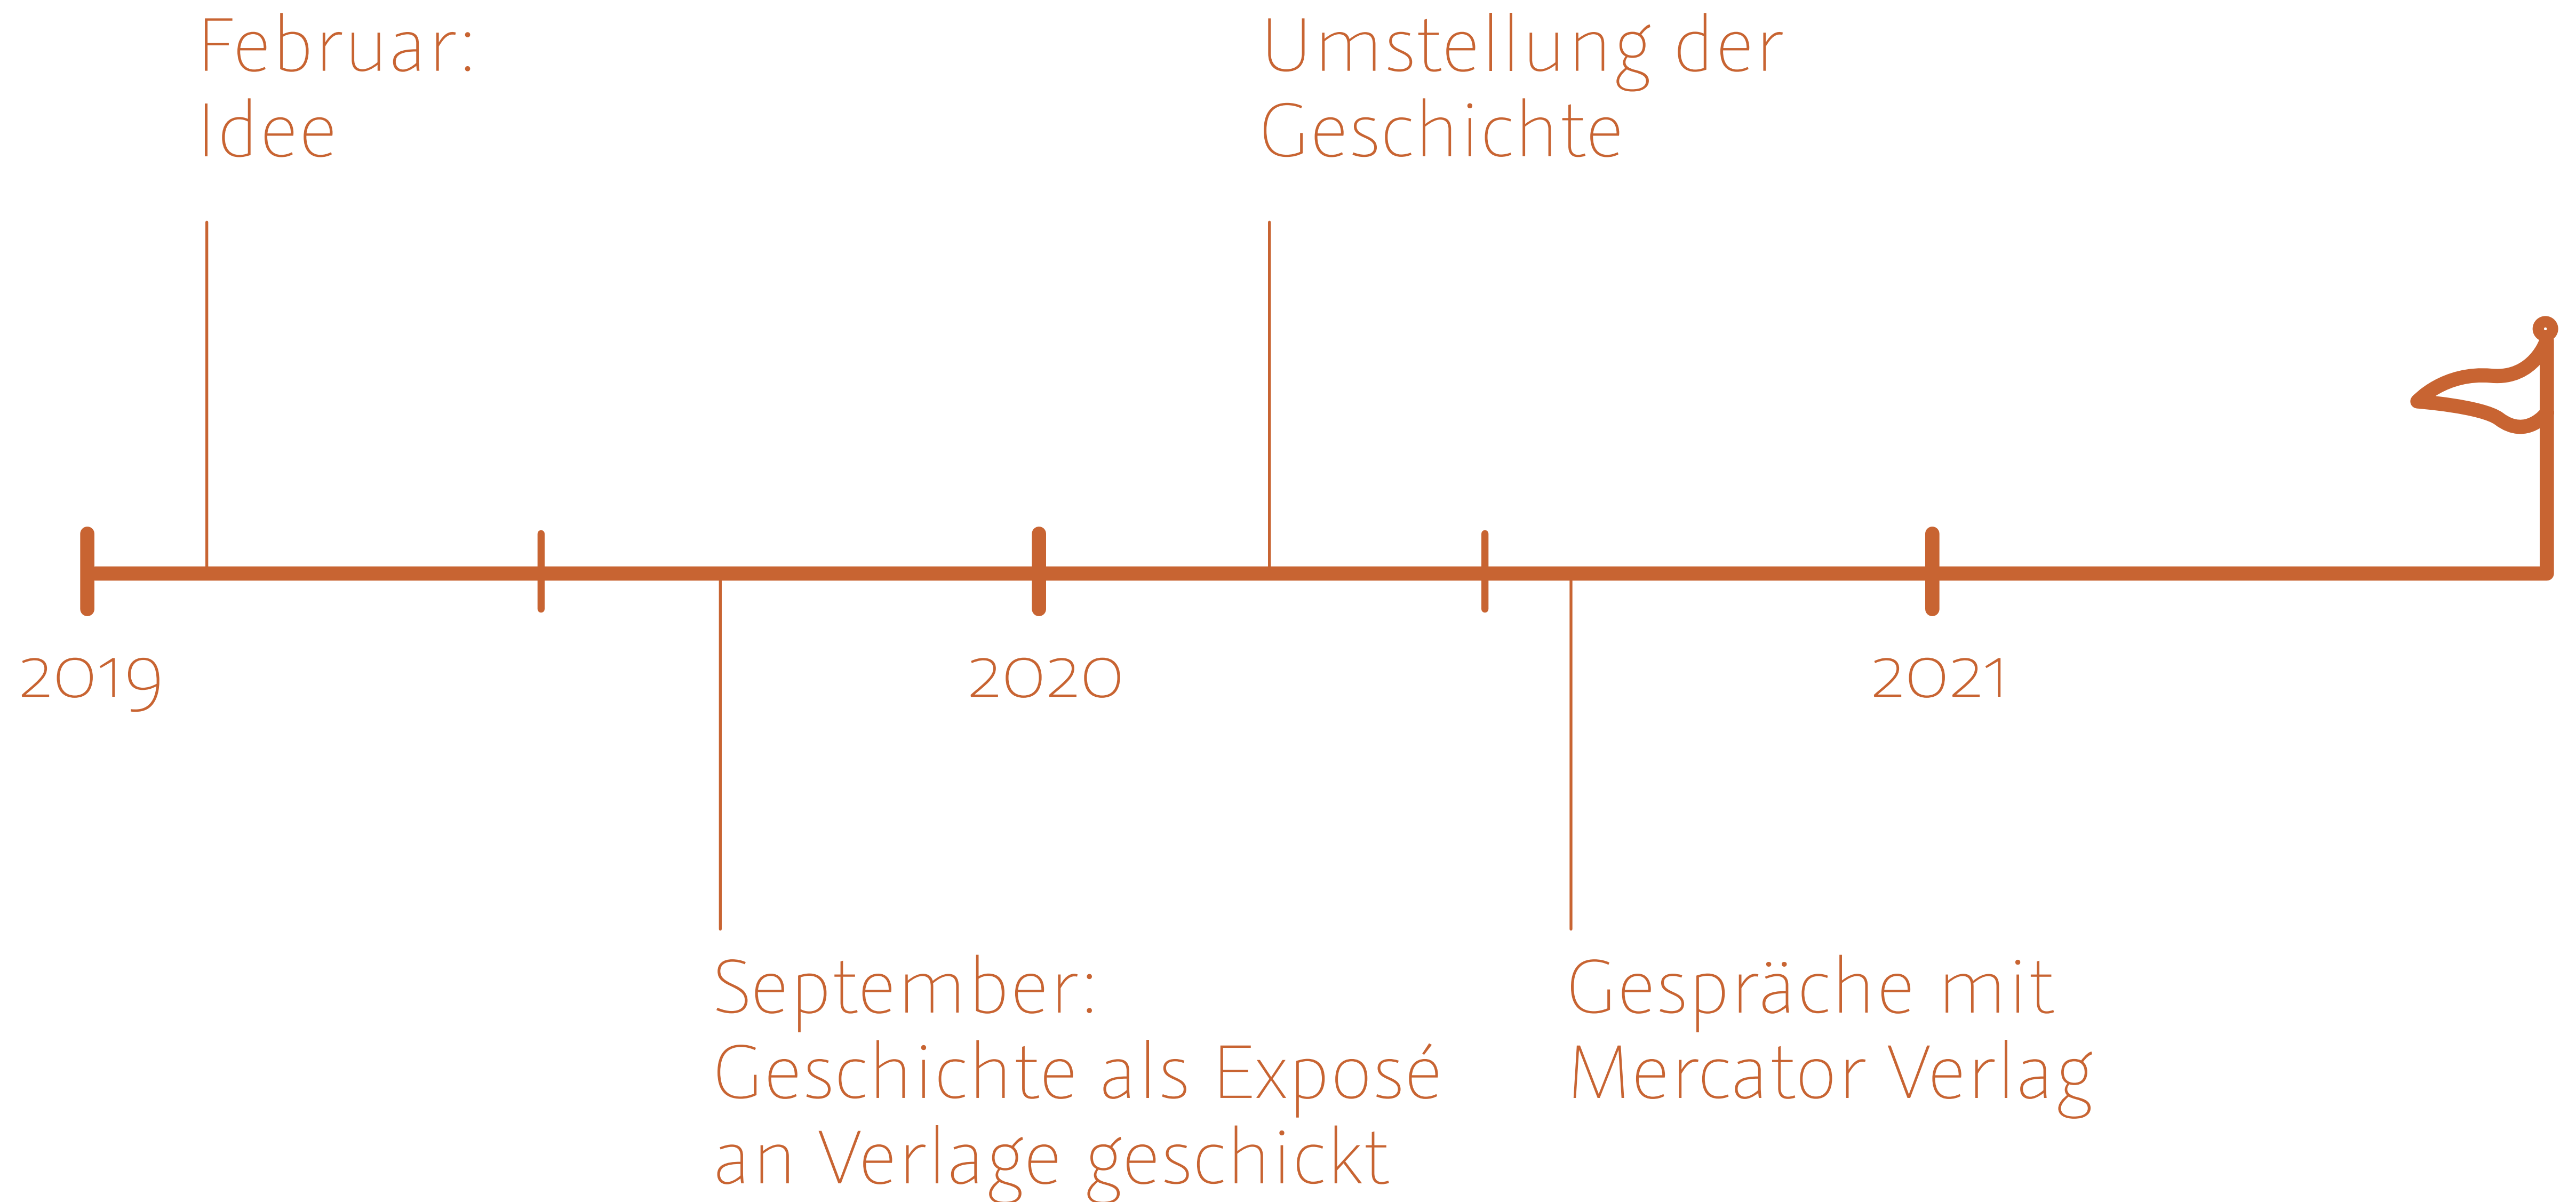 Februar:
Idee
Umstellung der
Geschichte
2019
2020
2021
September:
Geschichte als Exposé
an Verlage geschickt
Gespräche mit
Mercator Verlag